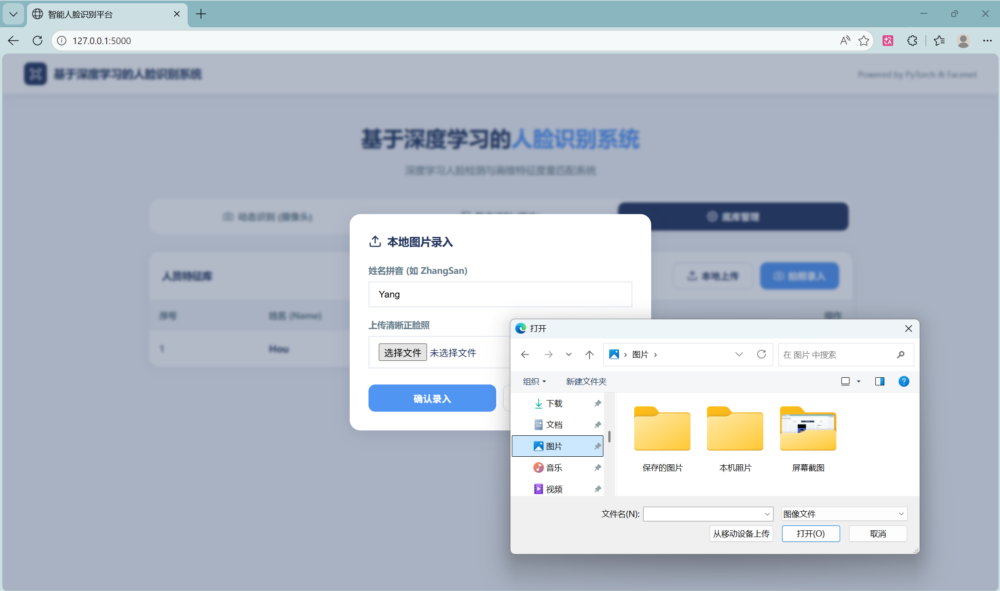 智能人脸识别平台
127.0.0.1:5000
基于深度学习的人脸识别系统
Powered by PyTorch & Facenet
基于深度学习的人脸识别系统
深度学习人脸检测与高维特征度量匹配系统
动态识别 (摄像头)
底库管理
本地图片录入
人员特征库
本地上传
拍照录入
姓名拼音 (如 ZhangSan)
Yang
序号
姓名 (Name)
操作
上传清晰正脸照
选择文件 未选择文件
1
Hou
确认录入
打开
图片
在 图片 中搜索
组织
新建文件夹
下载
文档
图片
音乐
视频
保存的图片
本机照片
屏幕截图
文件名(N):
图像文件
从移动设备上传
打开(O)
取消